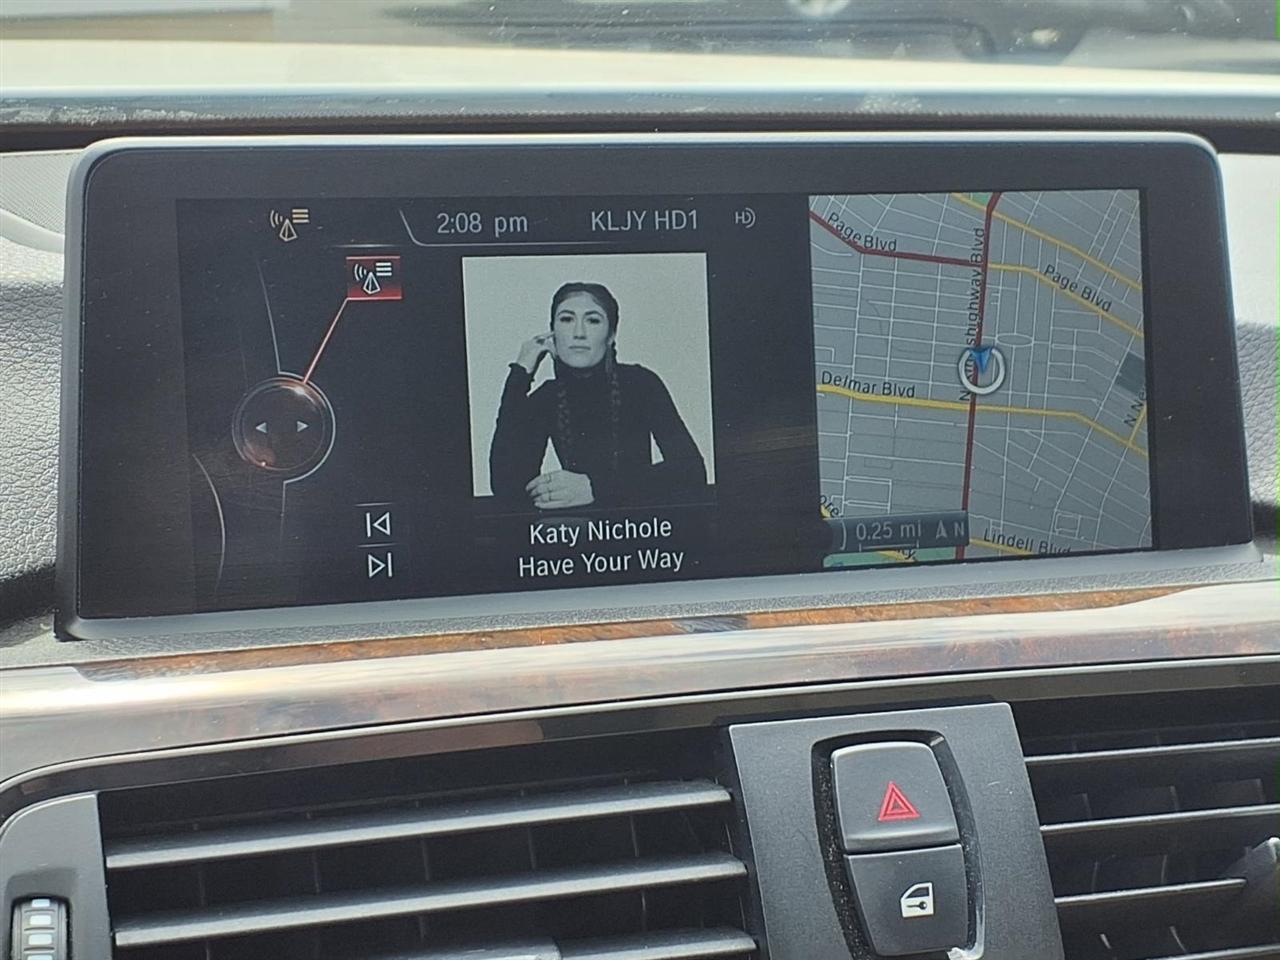 2:08 pm KLJY HD1 HD
Katy Nichole
Have Your Way
Page Blvd
Page Blvd
Delmar Blvd
0.25 mi N
Lindell Blvd